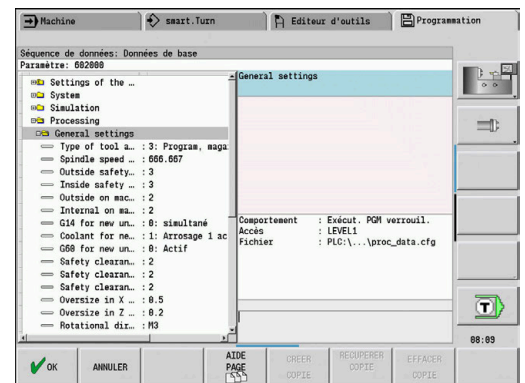 Machine
smart.Turn
Editeur d'outils
Programmation
Séquence de données: Données de base
Paramètre: 602000
Settings of the …
System
Simulation
Processing
General settings
Type of tool a… : 3: Program, maga
Spindle speed … : 666.667
Outside safety… : 3
Inside safety … : 3
Outside on mac… : 2
Internal on ma… : 2
G14 for new un… : 0: simultané
Coolant for ne… : 1: Arrosage 1 ac
G60 for new un… : 0: Actif
Safety clearan… : 2
Safety clearan… : 2
Safety clearan… : 2
Oversize in X … : 0.5
Oversize in Z … : 0.2
Rotational dir… : M3
General settings
Comportement : Exécut. PGM verrouil.
Accès : LEVEL1
Fichier : PLC:\...\proc_data.cfg
T
08:09
OK
ANNULER
AIDE
PAGE
CREER
COPIE
RECUPERER
COPIE
EFFACER
COPIE